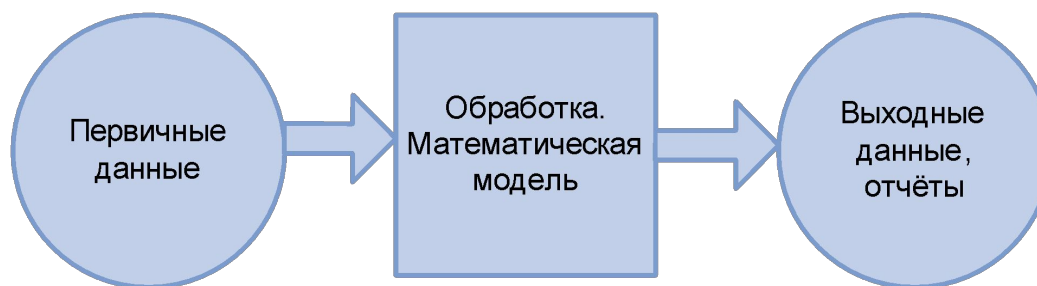 Первичные
данные
Обработка.
Математическая
модель
Выходные
данные,
отчёты